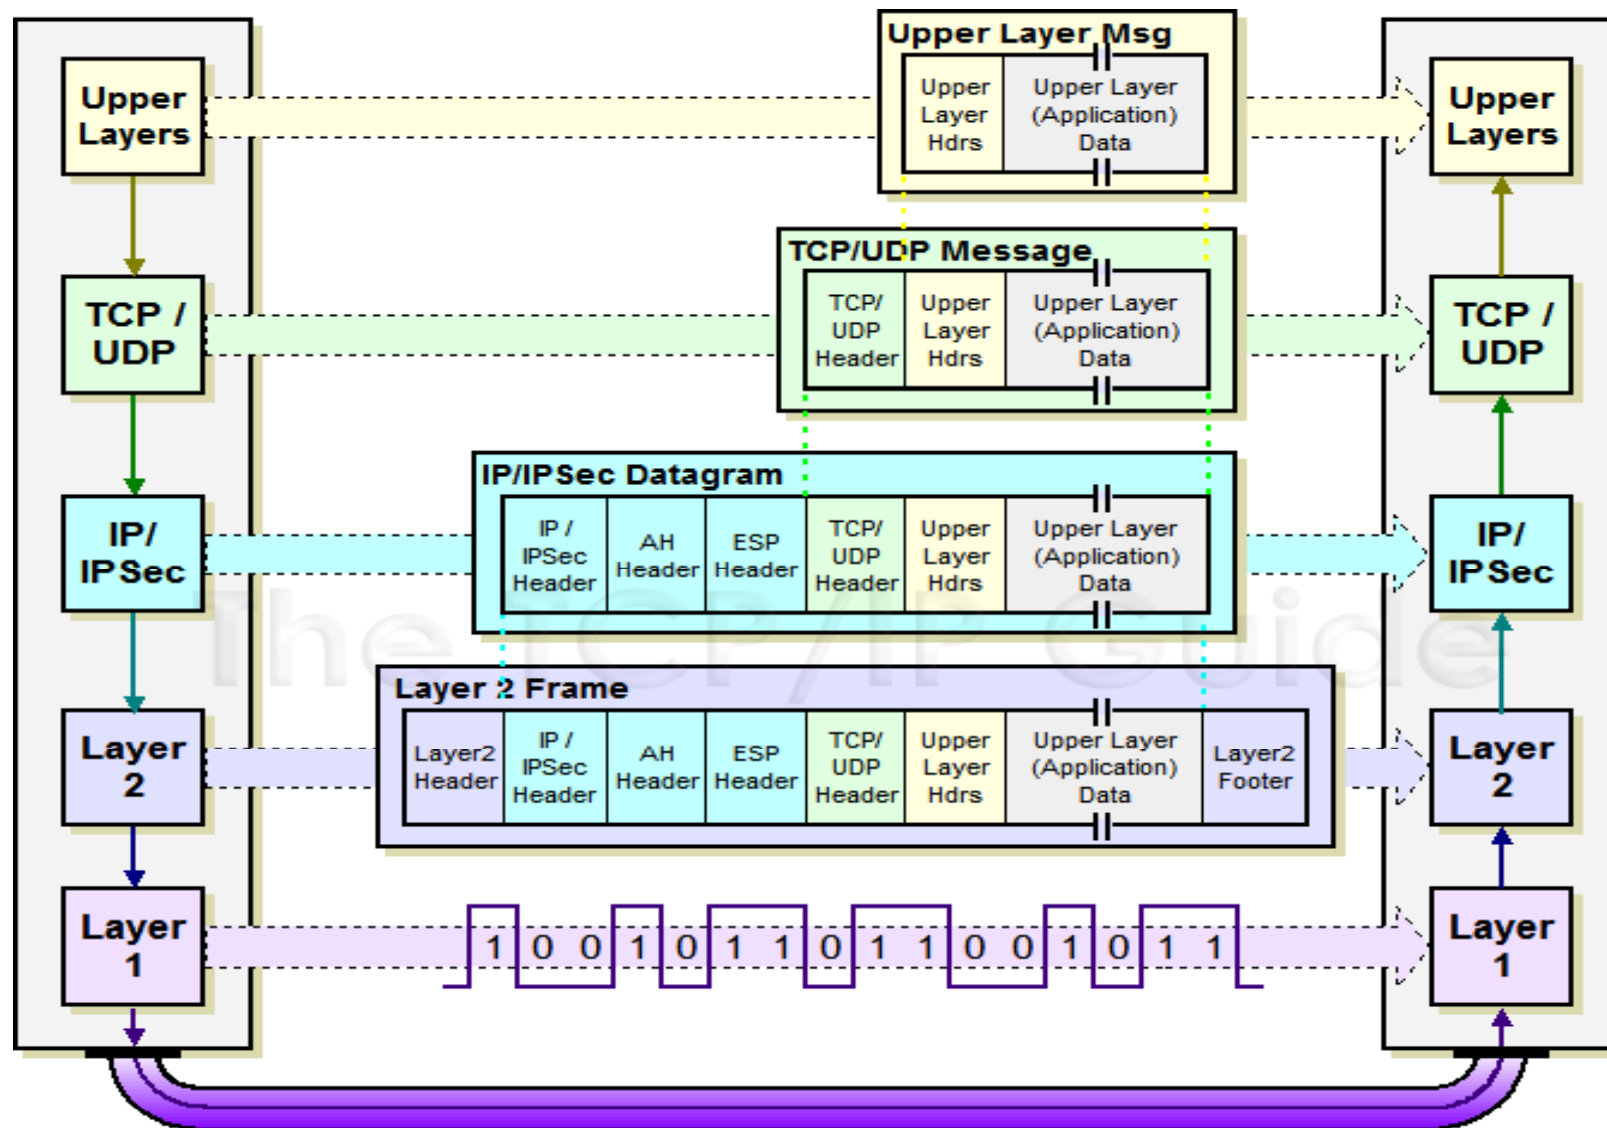 Upper Layer Msg
Upper
Layers
Upper
Layer
Hdrs
Upper Layer
(Application)
Data
Upper
Layers
TCP/UDP Message
TCP /
UDP
TCP/
UDP
Header
Upper
Layer
Hdrs
Upper Layer
(Application)
Data
TCP /
UDP
IP/IPSec Datagram
IP/
IPSec
IP /
IPSec
Header
AH
Header
ESP
Header
TCP/
UDP
Header
Upper
Layer
Hdrs
Upper Layer
(Application)
Data
IP/
IPSec
The TCP/IP Guide
Layer 2 Frame
Layer
2
Layer2
Header
IP /
IPSec
Header
AH
Header
ESP
Header
TCP/
UDP
Header
Upper
Layer
Hdrs
Upper Layer
(Application)
Data
Layer2
Footer
Layer
2
Layer
1
1 0 0 1 0 1 1 0 1 1 0 0 1 0 1 1
Layer
1